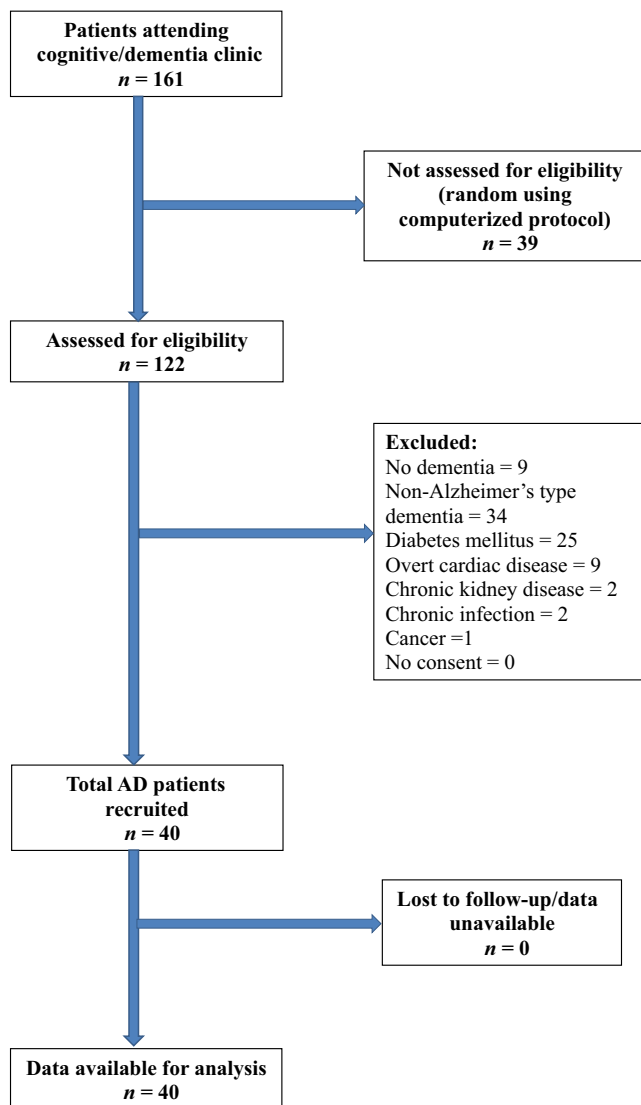 Patients attending
cognitive/dementia clinic
n = 161
Not assessed for eligibility
(random using
computerized protocol)
n = 39
Assessed for eligibility
n = 122
Excluded:
No dementia = 9
Non-Alzheimer’s type
dementia = 34
Diabetes mellitus = 25
Overt cardiac disease = 9
Chronic kidney disease = 2
Chronic infection = 2
Cancer =1
No consent = 0
Total AD patients
recruited
n = 40
Lost to follow-up/data
unavailable
n = 0
Data available for analysis
n = 40